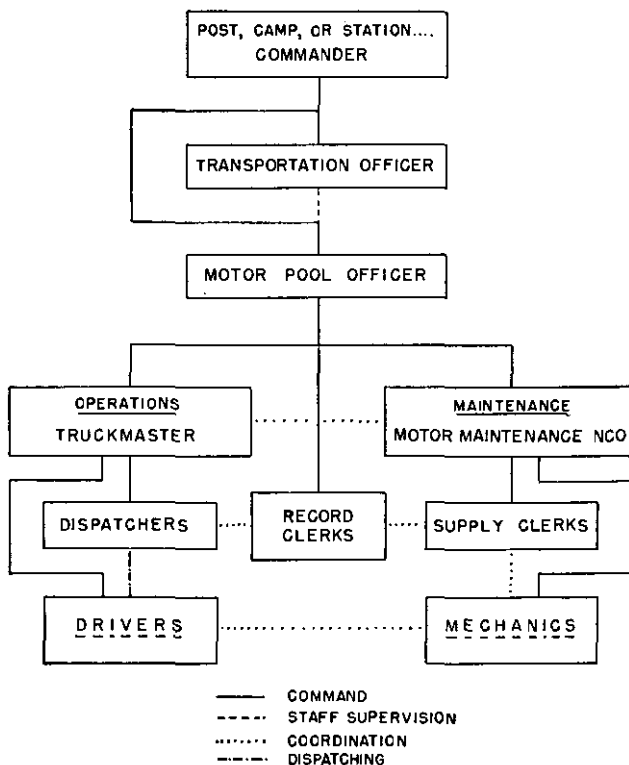 POST, CAMP, OR STATION....
COMMANDER
TRANSPORTATION OFFICER
MOTOR POOL OFFICER
OPERATIONS
TRUCKMASTER
MAINTENANCE
MOTOR MAINTENANCE NCO
DISPATCHERS
RECORD
CLERKS
SUPPLY CLERKS
DRIVERS
MECHANICS
COMMAND
STAFF SUPERVISION
COORDINATION
DISPATCHING